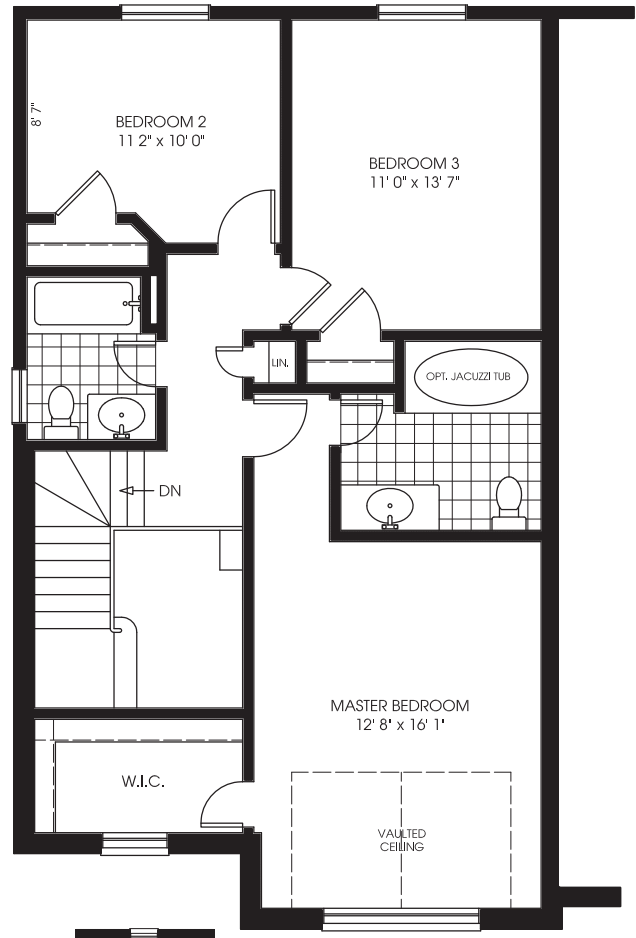 8' 7"
BEDROOM 2
11 2" x 10' 0"
BEDROOM 3
11' 0" x 13' 7"
LIN.
OPT. JACUZZI TUB
DN
MASTER BEDROOM
12' 8" x 16' 1"
W.I.C.
VAULTED
CEILING